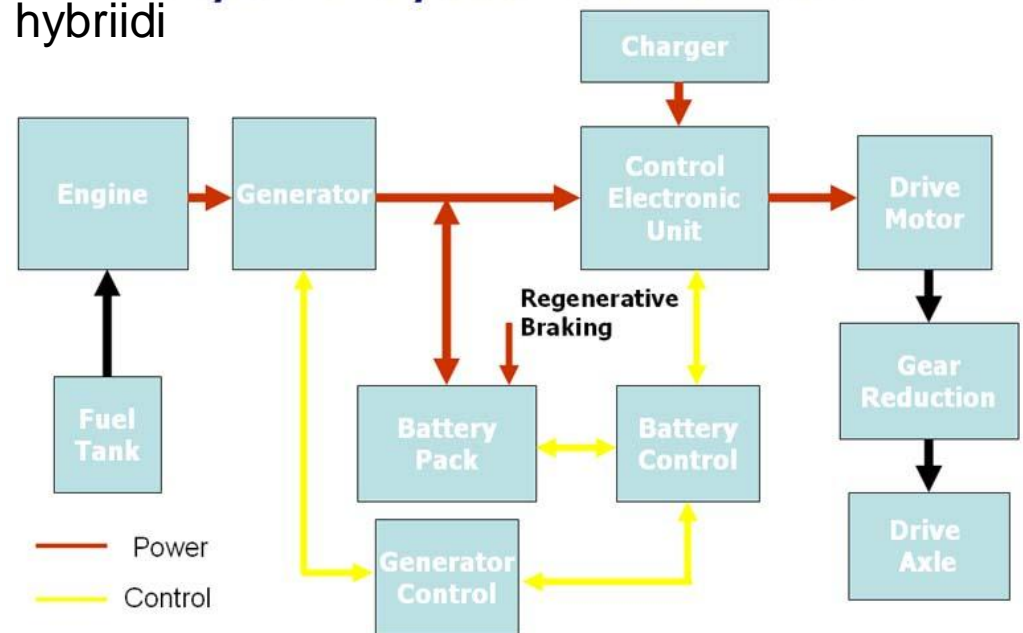 hybriidi
Charger
Engine
Generator
Control
Electronic
Unit
Drive
Motor
Regenerative
Braking
Gear
Reduction
Fuel
Tank
Battery
Pack
Battery
Control
Drive
Axle
Power
Control
Generator
Control